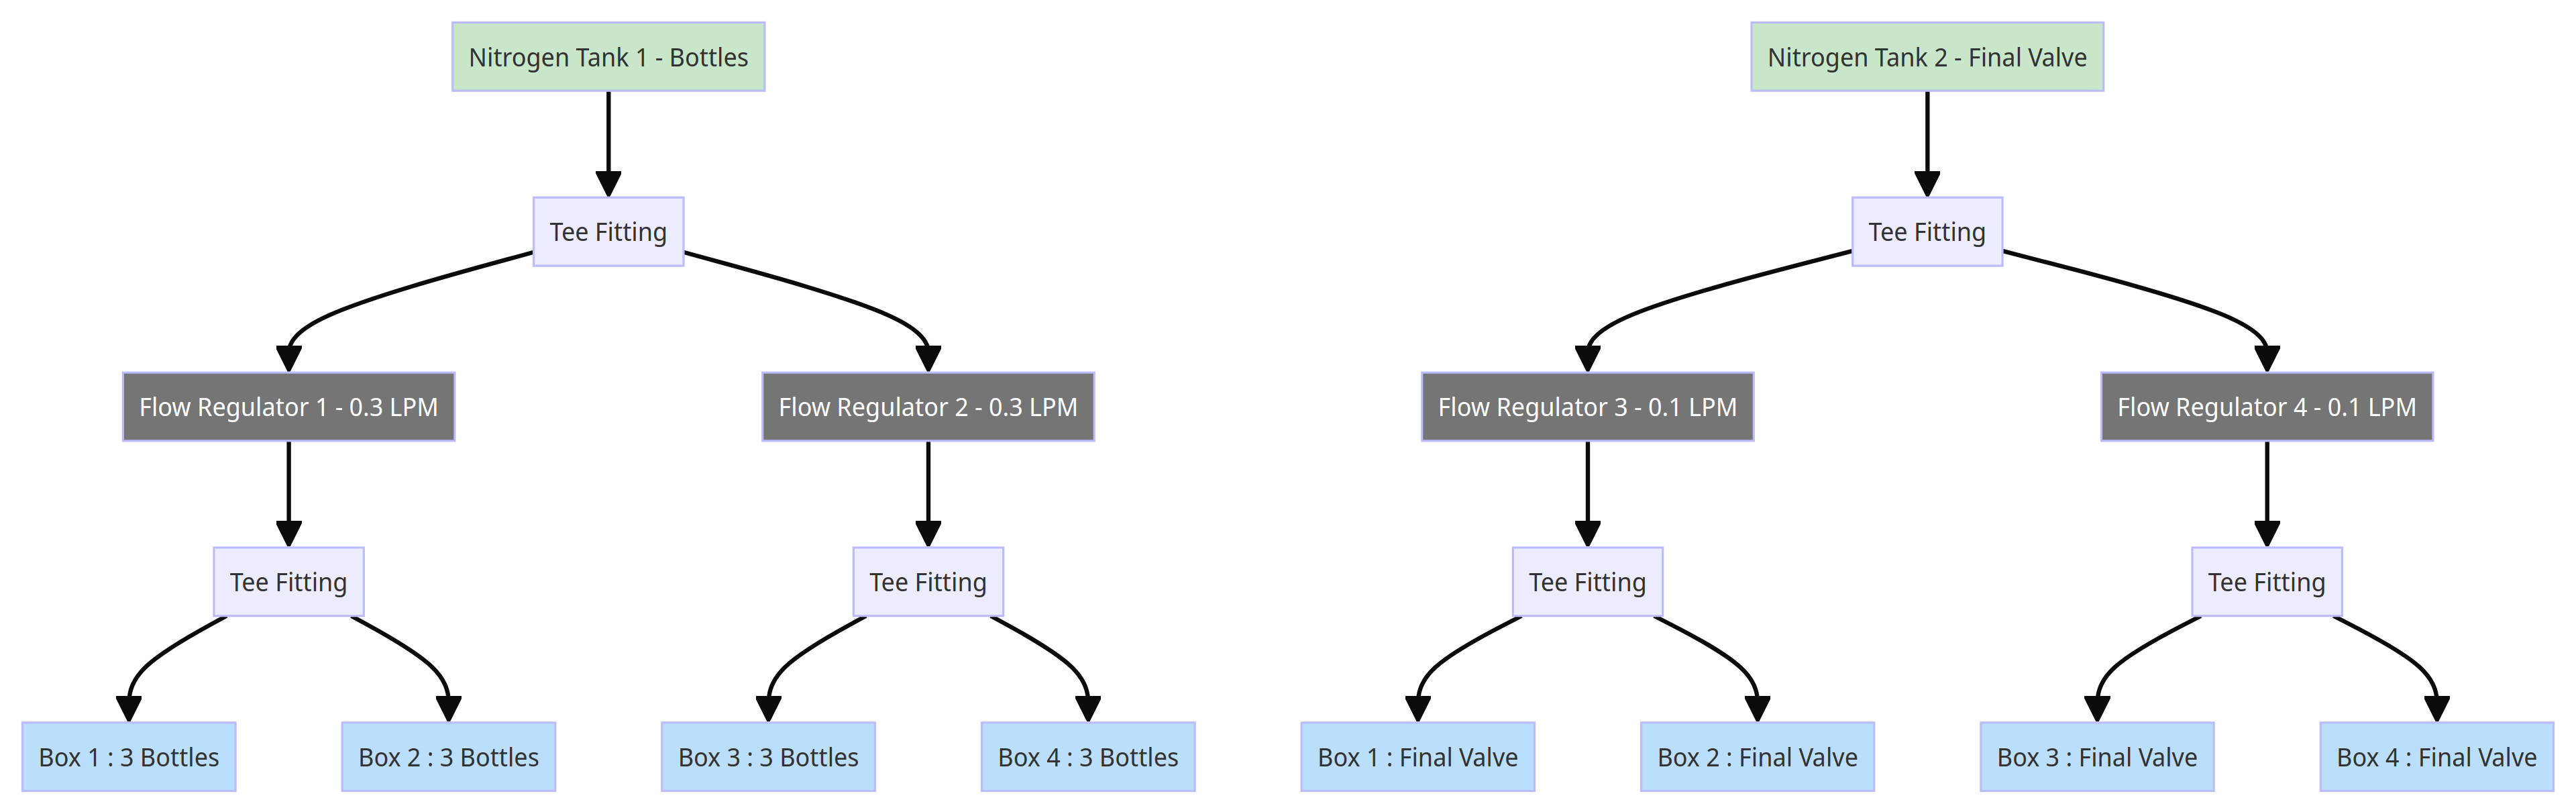 Nitrogen Tank 1 - Bottles
Nitrogen Tank 2 - Final Valve
Tee Fitting
Tee Fitting
Flow Regulator 1 - 0.3 LPM
Flow Regulator 2 - 0.3 LPM
Flow Regulator 3 - 0.1 LPM
Flow Regulator 4 - 0.1 LPM
Tee Fitting
Tee Fitting
Tee Fitting
Tee Fitting
Box 1 : 3 Bottles
Box 2 : 3 Bottles
Box 3 : 3 Bottles
Box 4 : 3 Bottles
Box 1 : Final Valve
Box 2 : Final Valve
Box 3 : Final Valve
Box 4 : Final Valve